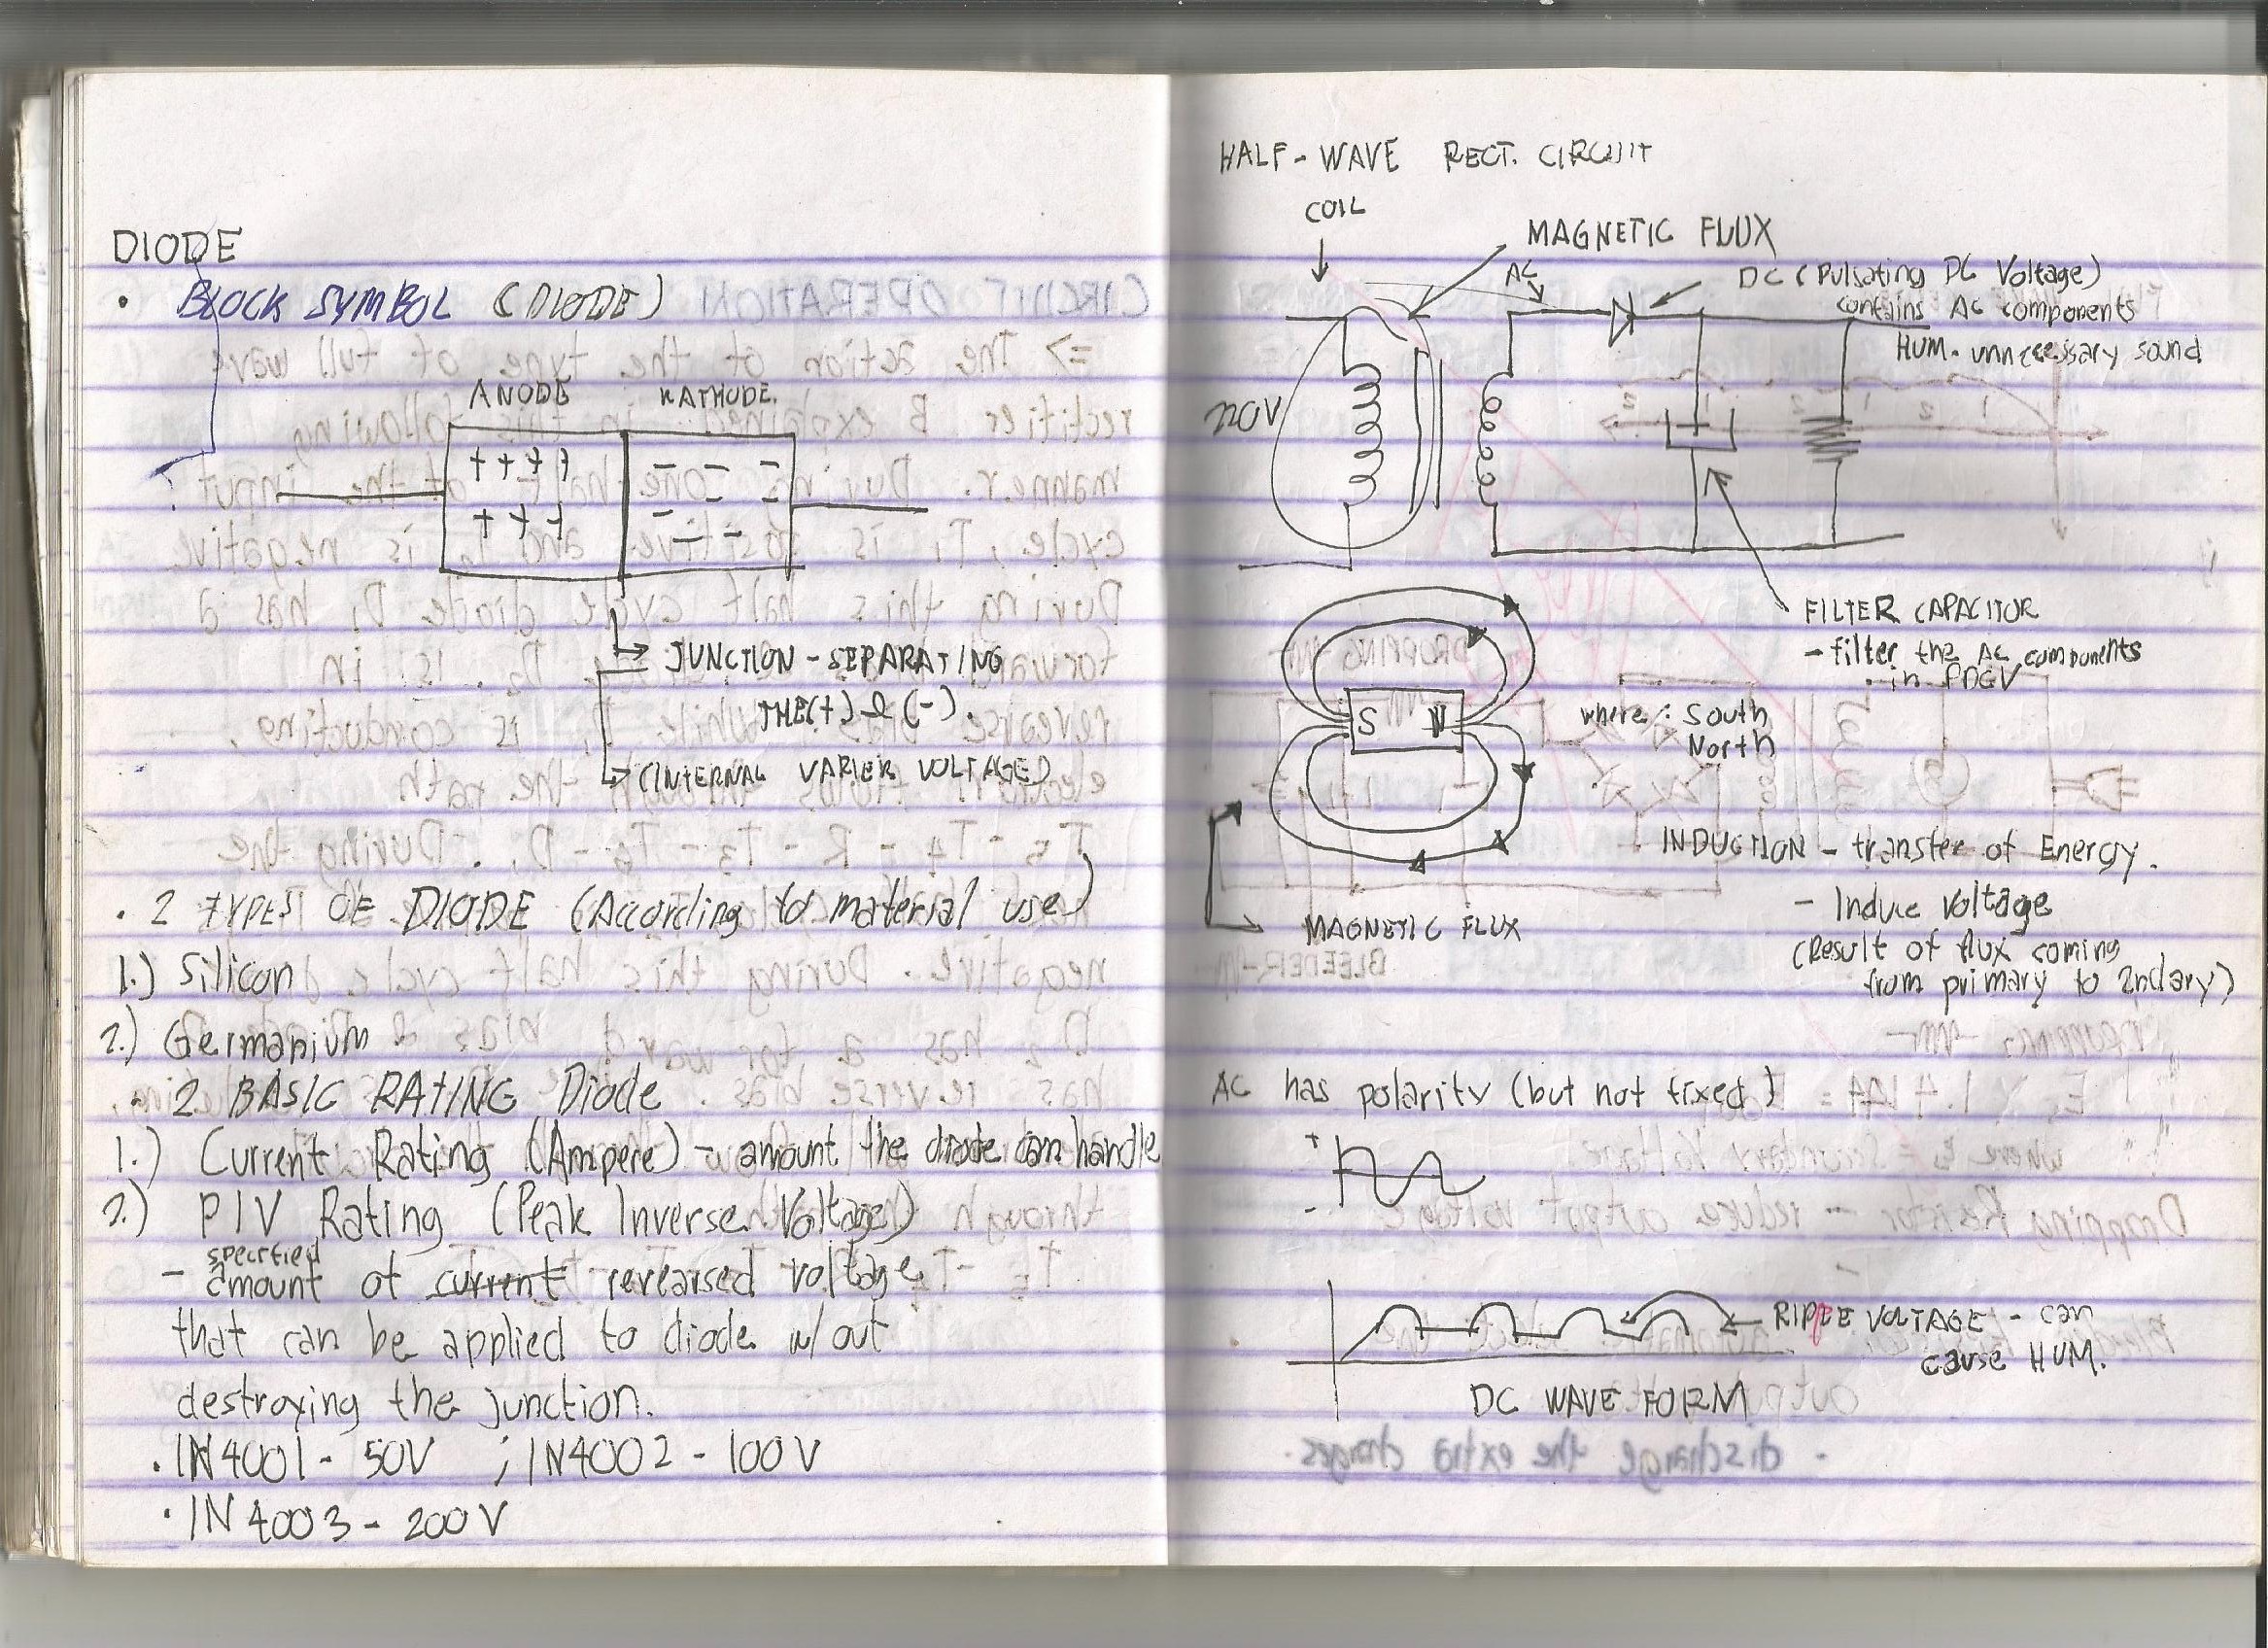 DIODE
• BLOCK SYMBOL (DIODE)
ANODE KATHODE.
+ + + + - - -
+ + + - - -
JUNCTION - SEPARATING
THE (+) & (-).
(INTERNAL VARIER VOLTAGE)
. 2 TYPES OF DIODE (According to material use)
1.) Silicon
2.) Germanium
. 2 BASIC RATING Diode.
1.) Current Rating (Ampere) - amount the diode can handle
2.) PIV Rating (Peak Inverse Voltage)
specified
- amount of current revearsed voltage
that can be applied to diode w/out
destroying the junction.
. IN4001 - 50V ; IN4002 - 100V
. IN4003 - 200V
HALF-WAVE RECT. CIRCUIT
COIL
MAGNETIC FLUX
AC
DC (Pulsating DC Voltage)
contains AC components
HUM. unnecessary sound
220V
+
FILTER CAPACITOR
- filter the AC components
in PDCV
S N
where: South
North
INDUCTION - transfer of Energy.
- Induce voltage
(Result of flux coming
from primary to 2ndary)
MAGNETIC FLUX
AC has polarity (but not fixed)
+
-
RIPPLE VOLTAGE - can
cause HUM.
DC WAVE FORM